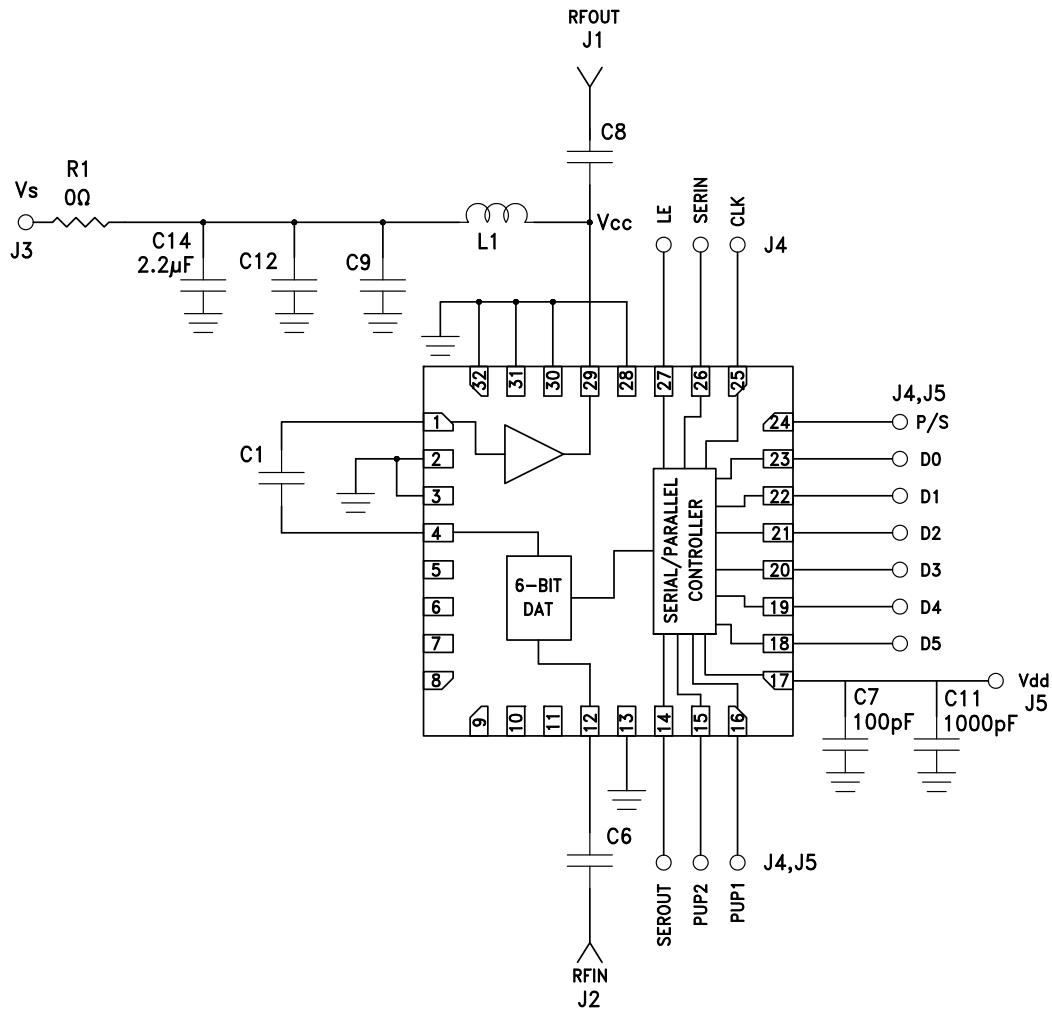 RFOUT
J1
C8
R1
0Ω
Vs
J3
C14
2.2µF
C12
C9
L1
Vcc
LE
SERIN
CLK
J4
32
31
30
29
28
27
26
25
J4,J5
1
2
3
4
5
6
7
8
C1
24
P/S
23
D0
22
D1
21
D2
20
D3
19
D4
18
D5
17
Vdd
J5
6-BIT
DAT
SERIAL/PARALLEL
CONTROLLER
C7
100pF
C11
1000pF
9
10
11
12
13
14
15
16
C6
SEROUT
PUP2
PUP1
J4,J5
RFIN
J2